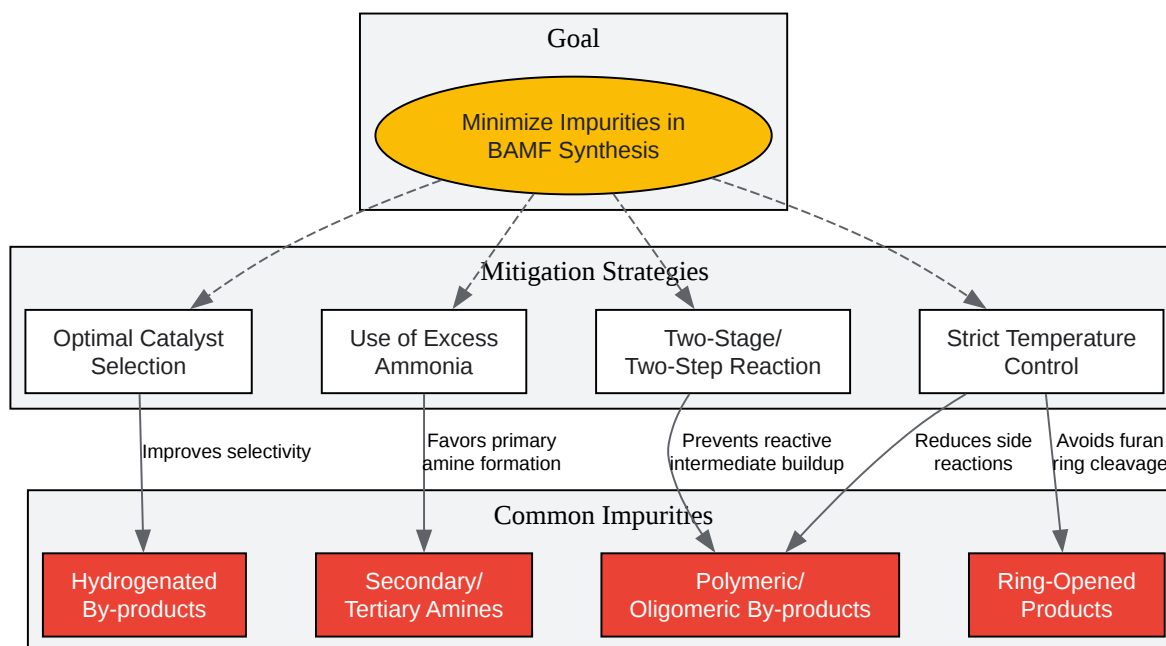 Goal
Minimize Impurities in
BAMF Synthesis
Mitigation Strategies
Optimal Catalyst
Selection
Use of Excess
Ammonia
Two-Stage/
Two-Step Reaction
Strict Temperature
Control
Improves selectivity
Favors primary
amine formation
Prevents reactive
intermediate buildup
Reduces side
reactions
Avoids furan
ring cleavage
Common Impurities
Hydrogenated
By-products
Secondary/
Tertiary Amines
Polymeric/
Oligomeric By-products
Ring-Opened
Products